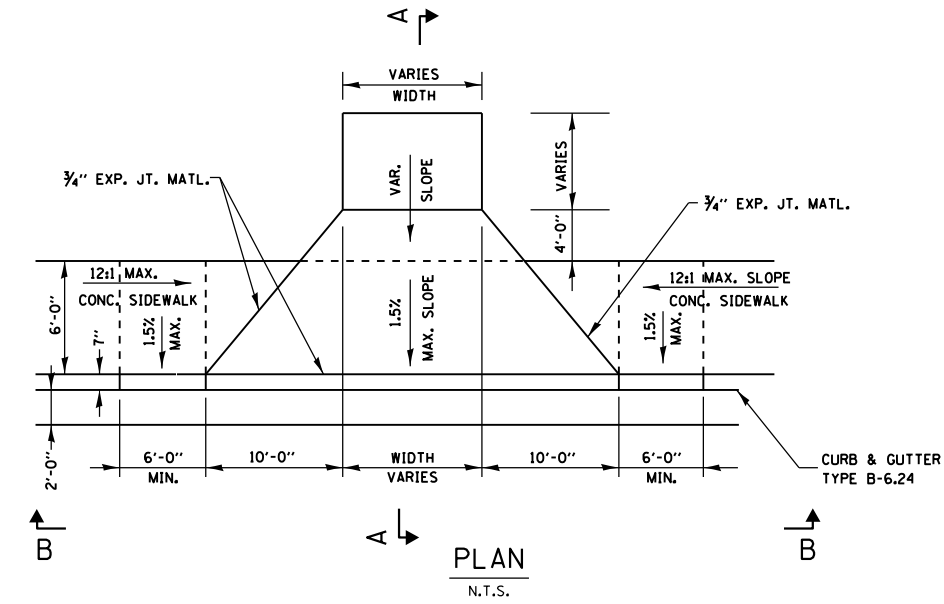 A
VARIES
WIDTH
¾" EXP. JT. MATL.
VAR.
SLOPE
VARIES
¾" EXP. JT. MATL.
4'-0"
12:1 MAX.
CONC. SIDEWALK
12:1 MAX. SLOPE
CONC. SIDEWALK
6'-0"
7"
1.5%
MAX.
1.5%
MAX. SLOPE
1.5%
MAX.
2'-0"
6'-0"
MIN.
10'-0"
WIDTH
VARIES
10'-0"
6'-0"
MIN.
CURB & GUTTER
TYPE B-6.24
B
A
B
PLAN
N.T.S.